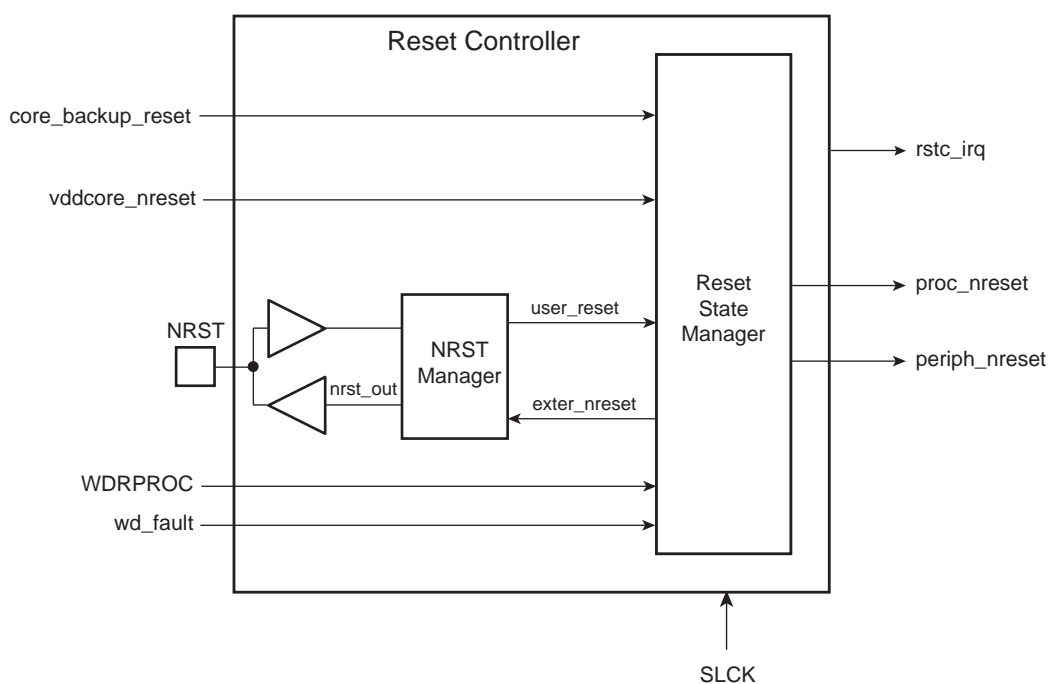 Reset Controller
core_backup_reset
rstc_irq
vddcore_nreset
Reset
State
Manager
proc_nreset
user_reset
NRST
NRST
Manager
periph_nreset
nrst_out
exter_nreset
WDRPROC
wd_fault
SLCK